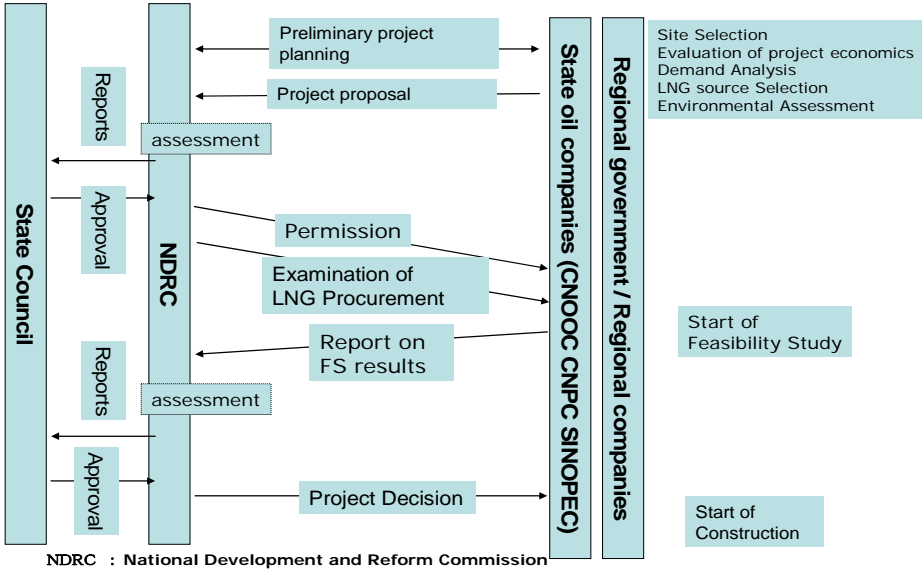 Preliminary project
planning
Project proposal
Reports
assessment
Approval
Permission
Examination of
LNG Procurement
Report on
FS results
Reports
assessment
Approval
Project Decision
State Council
NDRC
State oil companies (CNOOC CNPC SINOPEC)
Regional government / Regional companies
Site Selection
Evaluation of project economics
Demand Analysis
LNG source Selection
Environmental Assessment
Start of
Feasibility Study
Start of
Construction
NDRC : National Development and Reform Commission